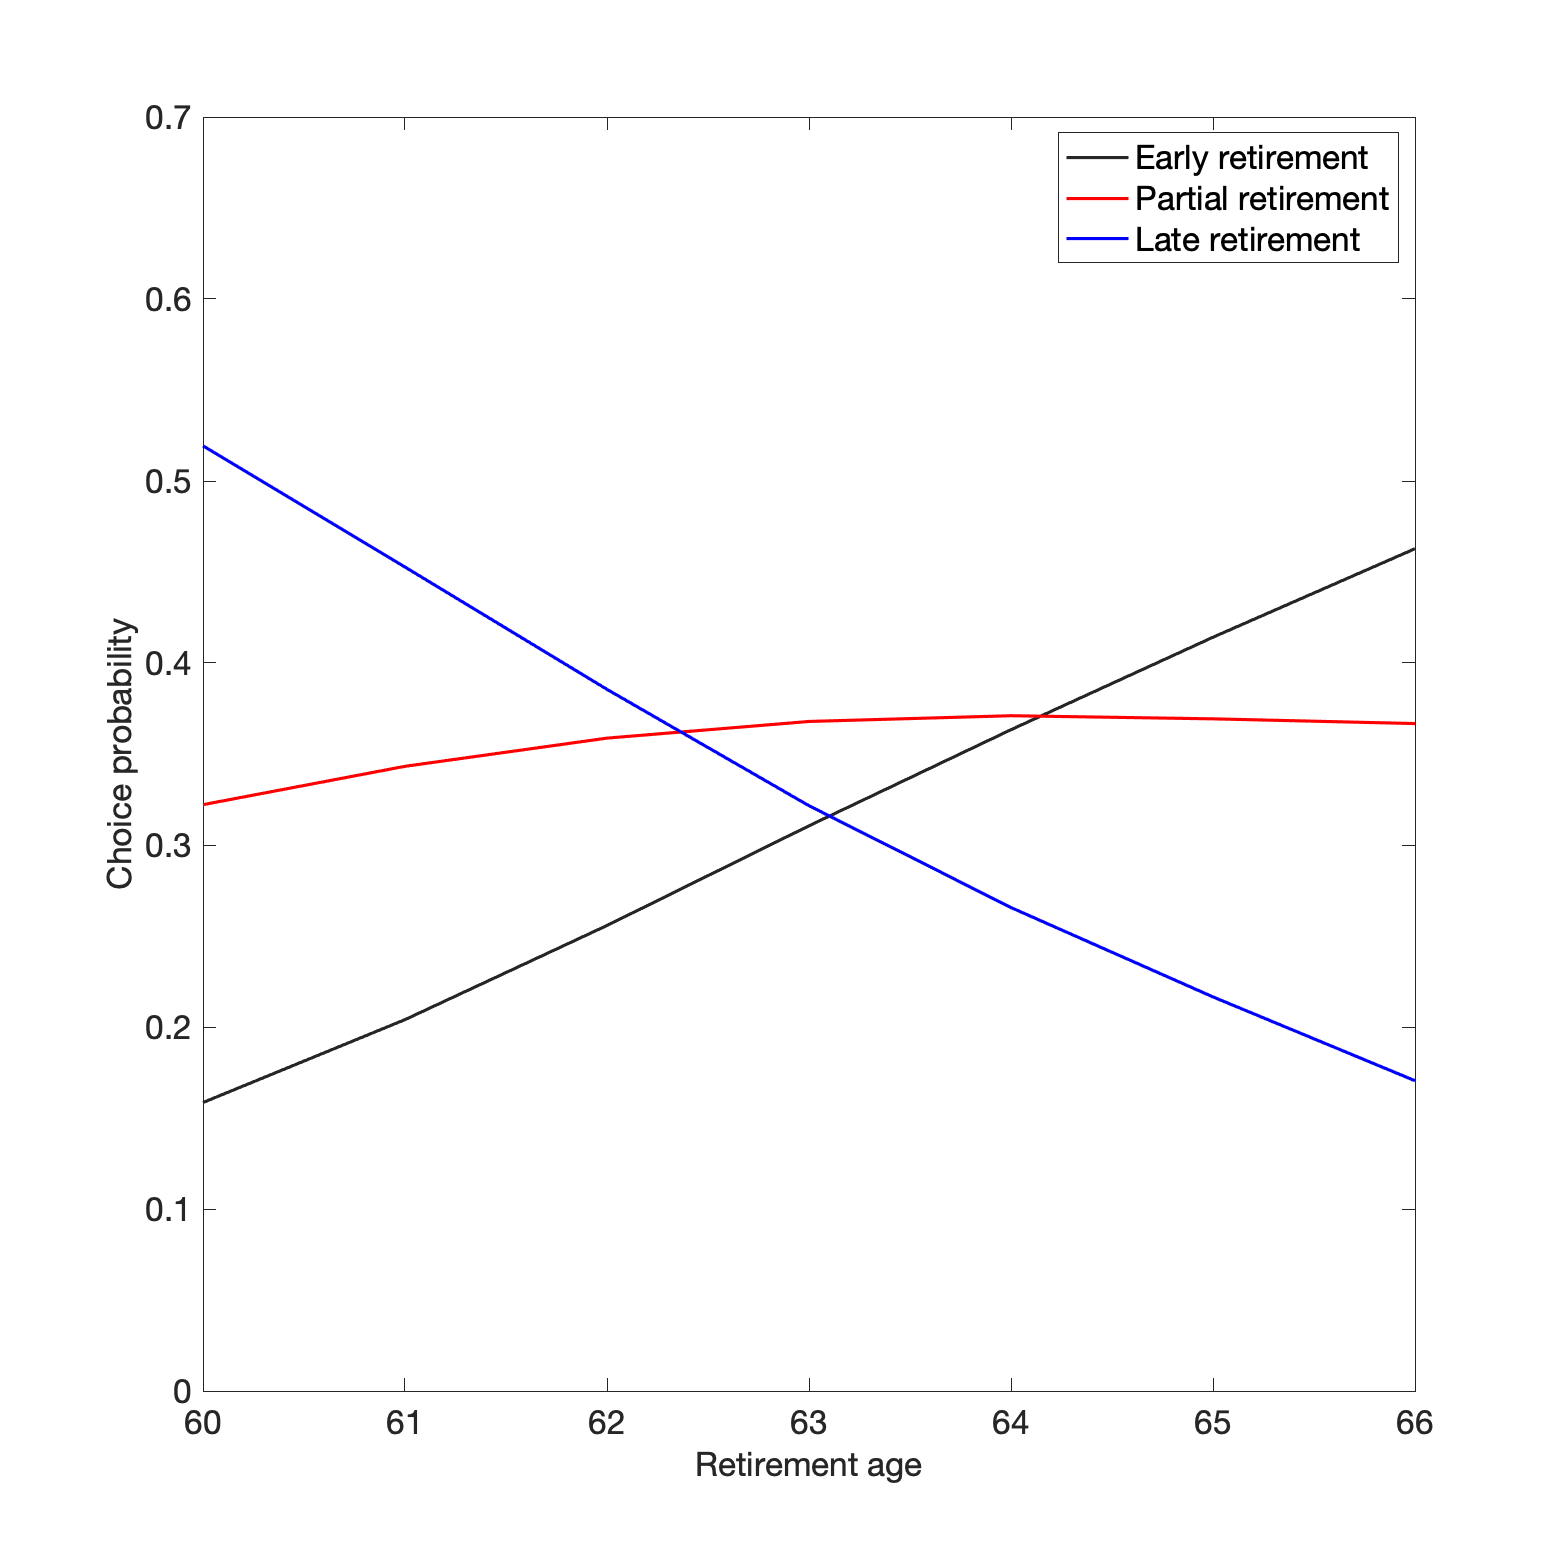 0.7
0.6
0.5
0.4
0.3
0.2
0.1
0
Choice probability
Early retirement
Partial retirement
Late retirement
60 61 62 63 64 65 66
Retirement age